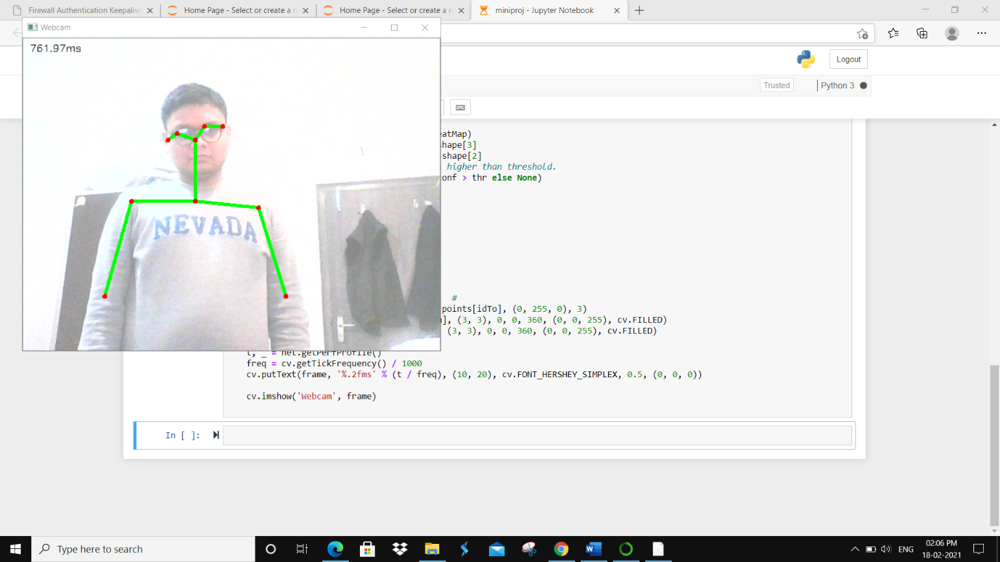 Firewall Authentication Keepaliv
Home Page - Select or create a n
Home Page - Select or create a n
miniproj - Jupyter Notebook
Webcam
761.97ms
Logout
Trusted
Python 3
NEVADA
eatMap)
shape[3]
shape[2]
higher than threshold.
onf > thr else None)
#
points[idTo], (0, 255, 0), 3)
], (3, 3), 0, 0, 360, (0, 0, 255), cv.FILLED)
(3, 3), 0, 0, 360, (0, 0, 255), cv.FILLED)
t, _ = net.getPerfProfile()
freq = cv.getTickFrequency() / 1000
cv.putText(frame, '%.2fms' % (t / freq), (10, 20), cv.FONT_HERSHEY_SIMPLEX, 0.5, (0, 0, 0))
cv.imshow('Webcam', frame)
In [ ]:
Type here to search
ENG
02:06 PM
18-02-2021